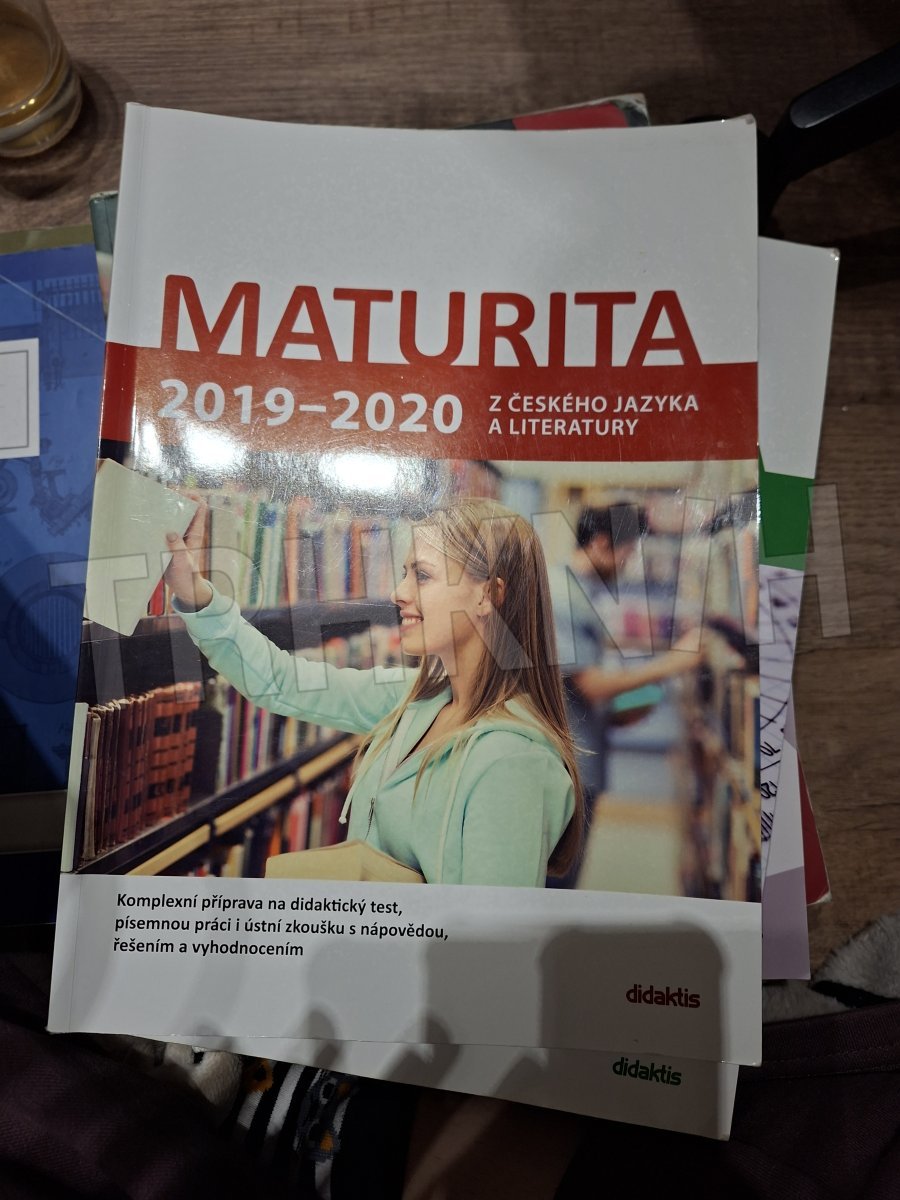 MATURITA
2019–2020
Z ČESKÉHO JAZYKA
A LITERATURY
TRHKNIH
Komplexní příprava na didaktický test,
písemnou práci i ústní zkoušku s nápovědou,
řešením a vyhodnocením
didaktis
didaktis